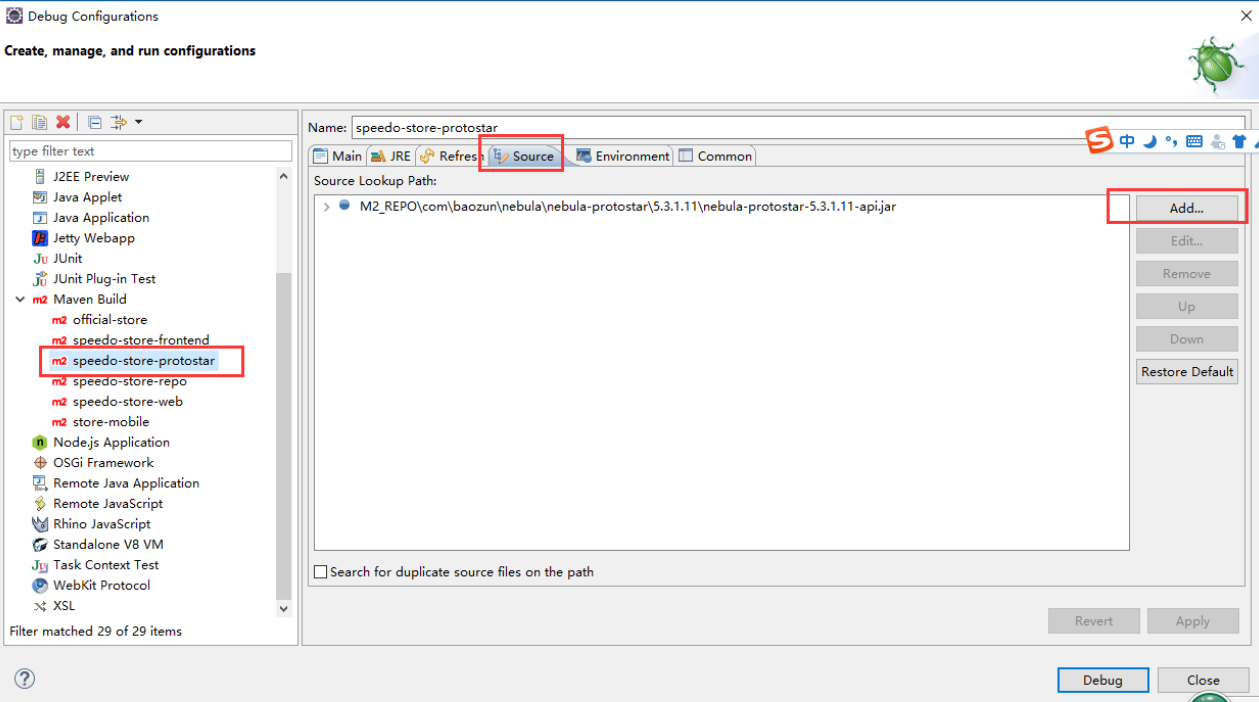 Debug Configurations
Create, manage, and run configurations
type filter text
J2EE Preview
Java Applet
Java Application
Jetty Webapp
JUnit
JUnit Plug-in Test
Maven Build
official-store
speedo-store-frontend
speedo-store-protostar
speedo-store-repo
speedo-store-web
store-mobile
Node.js Application
OSGi Framework
Remote Java Application
Remote JavaScript
Rhino JavaScript
Standalone V8 VM
Task Context Test
WebKit Protocol
XSL
Filter matched 29 of 29 items
Name: speedo-store-protostar
Main JRE Refresh Source Environment Common
中
Source Lookup Path:
M2_REPO\com\baozun\nebula\nebula-protostar\5.3.1.11\nebula-protostar-5.3.1.11-api.jar
Add...
Edit...
Remove
Up
Down
Restore Default
Search for duplicate source files on the path
Revert Apply
Debug Close